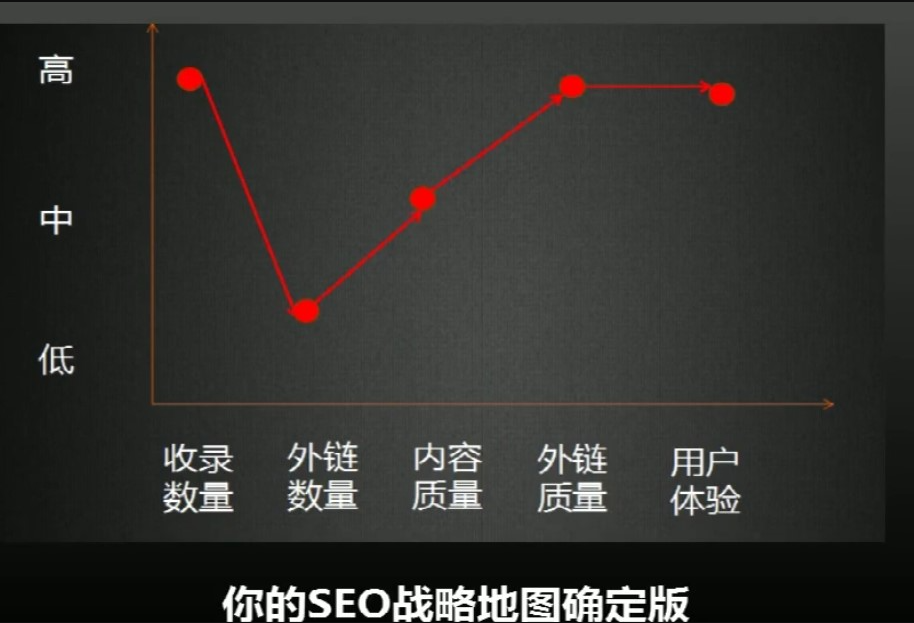 高
中
低
收录 外链 内容 外链 用户
数量 数量 质量 质量 体验
你的SEO战略地图确定版